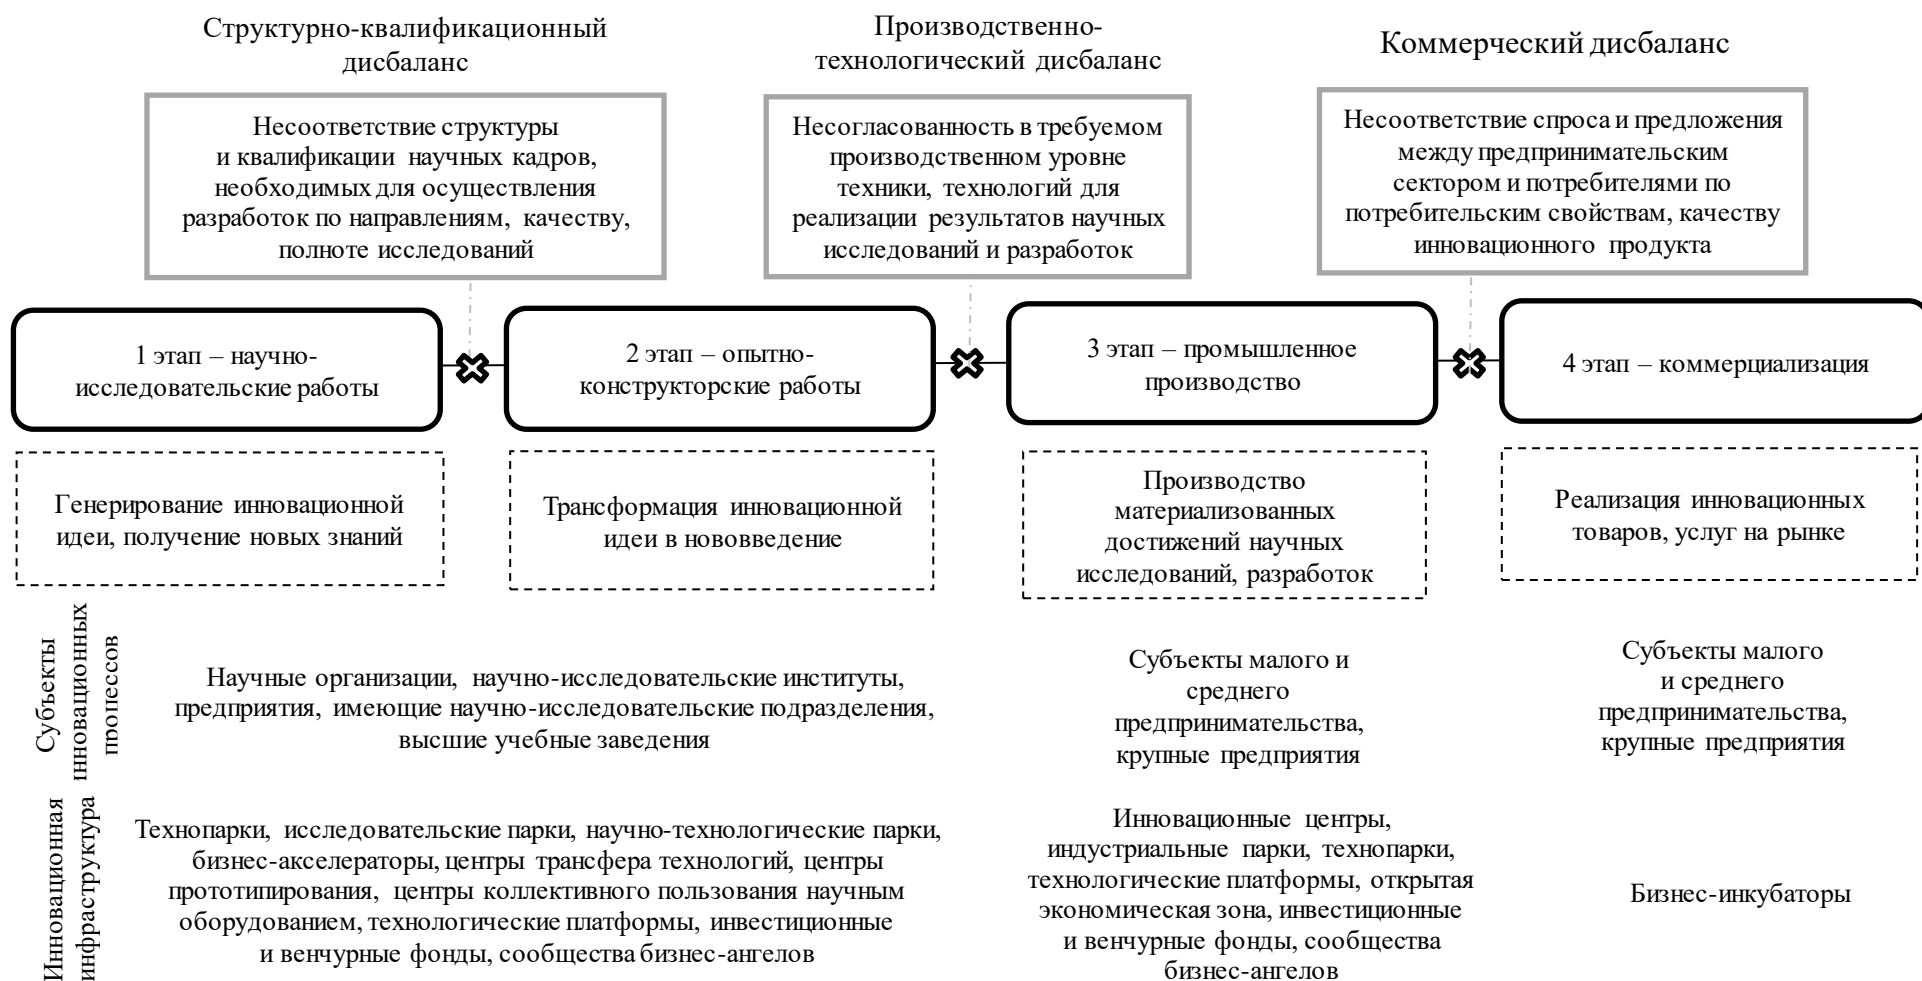 Структурно-квалификационный
дисбаланс
Производственно-
технологический дисбаланс
Коммерческий дисбаланс
Несоответствие структуры
и квалификации научных кадров,
необходимых для осуществления
разработок по направлениям, качеству,
полноте исследований
Несогласованность в требуемом
производственном уровне
техники, технологий для
реализации результатов научных
исследований и разработок
Несоответствие спроса и предложения
между предпринимательским
сектором и потребителями по
потребительским свойствам, качеству
инновационного продукта
1 этап – научно-
исследовательские работы
2 этап – опытно-
конструкторские работы
3 этап – промышленное
производство
4 этап – коммерциализация
Генерирование инновационной
идеи, получение новых знаний
Трансформация инновационной
идеи в нововведение
Производство
материализованных
достижений научных
исследований, разработок
Реализация инновационных
товаров, услуг на рынке
Субъекты
инновационных
процессов
Научные организации, научно-исследовательские институты,
предприятия, имеющие научно-исследовательские подразделения,
высшие учебные заведения
Субъекты малого и
среднего
предпринимательства,
крупные предприятия
Субъекты малого
и среднего
предпринимательства,
крупные предприятия
Инновационная
инфраструктура
Технопарки, исследовательские парки, научно-технологические парки,
бизнес-акселераторы, центры трансфера технологий, центры
прототипирования, центры коллективного пользования научным
оборудованием, технологические платформы, инвестиционные
и венчурные фонды, сообщества бизнес-ангелов
Инновационные центры,
индустриальные парки, технопарки,
технологические платформы, открытая
экономическая зона, инвестиционные
и венчурные фонды, сообщества
бизнес-ангелов
Бизнес-инкубаторы